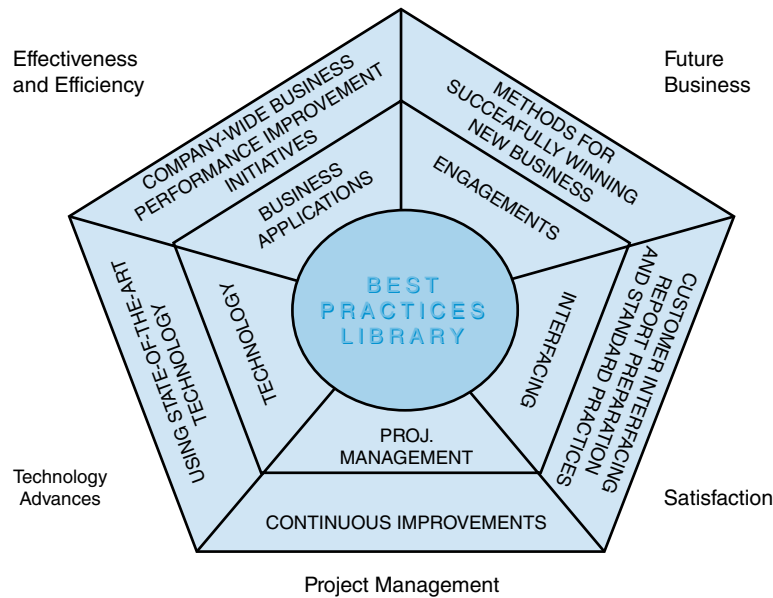 Effectiveness
and Efficiency
Future
Business
COMPANY-WIDE BUSINESS
PERFORMANCE IMPROVEMENT
INITIATIVES
METHODS FOR
SUCCEAFULLY WINNING
NEW BUSINESS
BUSINESS
APPLICATIONS
ENGAGEMENTS
BEST
PRACTICES
LIBRARY
USING STATE-OF-THE-ART
TECHNOLOGY
TECHNOLOGY
INTERFACING
CUSTOMER INTERFACING
REPORT PREPARATION
AND STANDARD PRACTICES
PROJ.
MANAGEMENT
CONTINUOUS IMPROVEMENTS
Technology
Advances
Satisfaction
Project Management